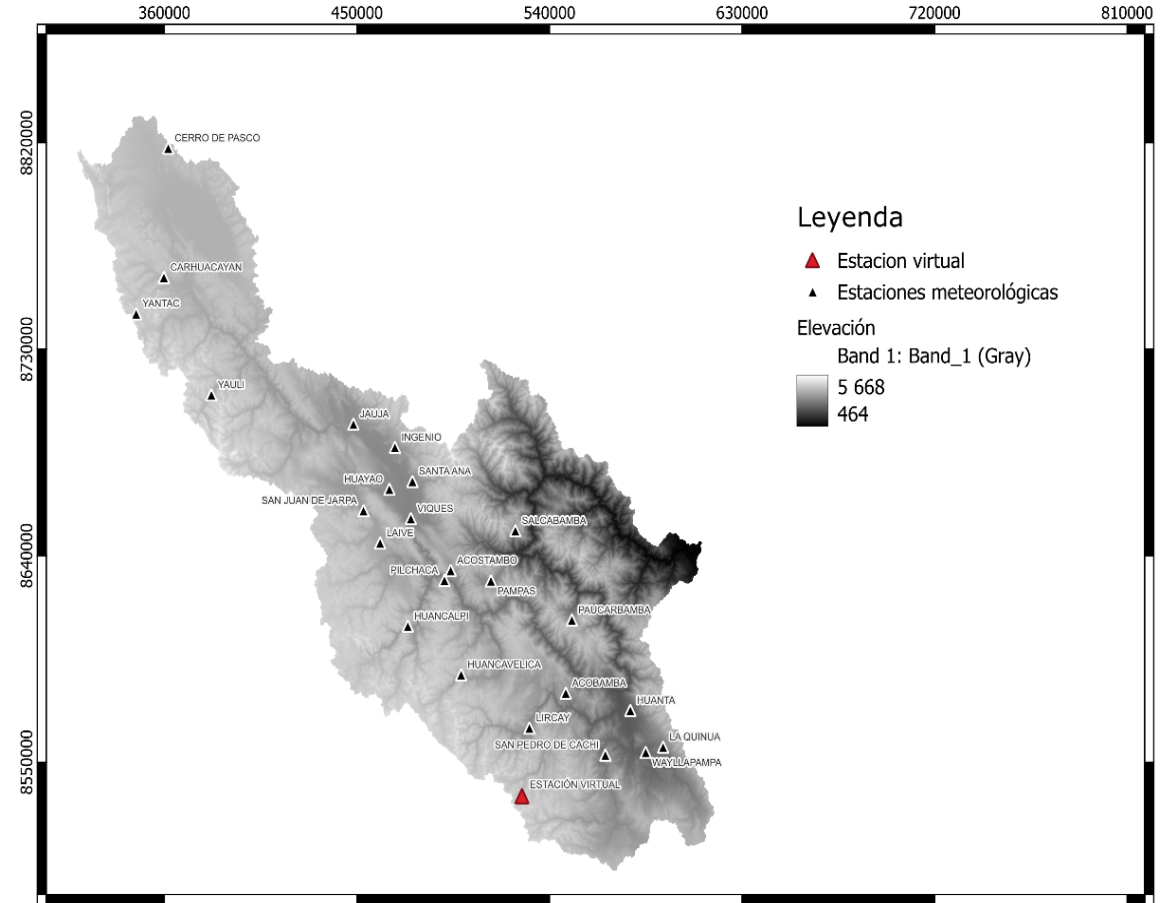 360000 450000 540000 630000 720000 810000
8820000
8730000
8640000
8550000
CERRO DE PASCO
CARHUACAYAN
YANTAC
YAULI
JAUJA
INGENIO
SANTA ANA
HUAYAO
SAN JUAN DE JARPA
VIQUES
LAIVE
SALCABAMBA
ACOSTAMBO
PILCHACA
PAMPAS
PAUCARBAMBA
HUANCALPI
HUANCAVELICA
ACOBAMBA
HUANTA
LIRCAY
LA QUINUA
SAN PEDRO DE CACHI
WAYLLAPAMPA
ESTACIÓN VIRTUAL
Leyenda
Estacion virtual
Estaciones meteorológicas
Elevación
Band 1: Band_1 (Gray)
5 668
464